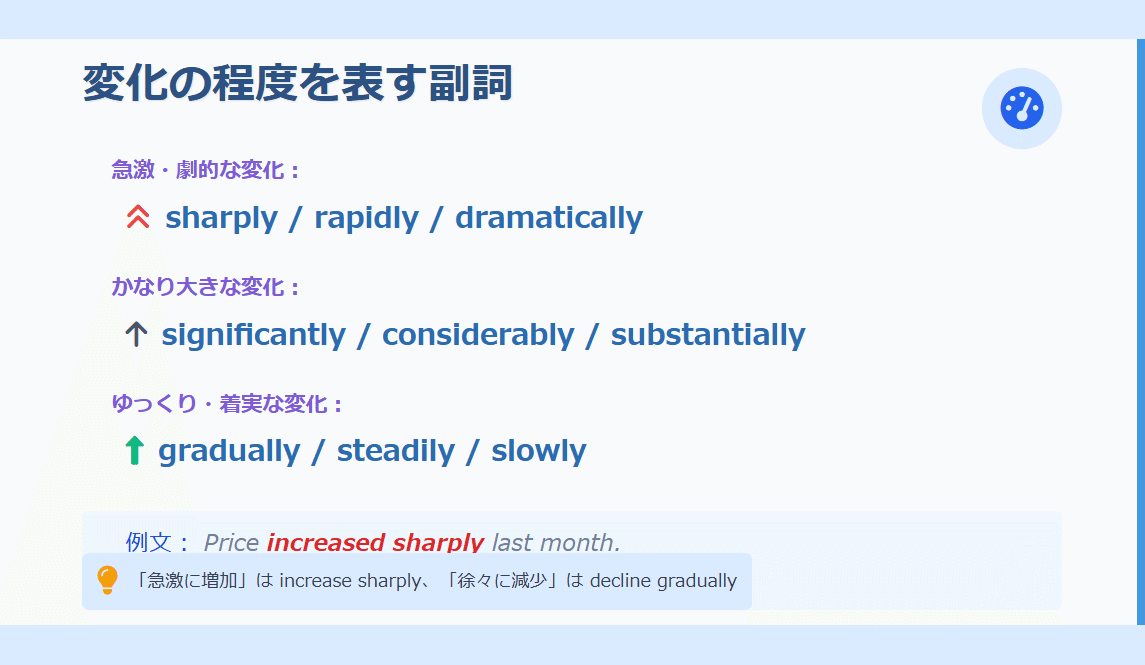 変化の程度を表す副詞
急激・劇的な変化：
sharply / rapidly / dramatically
かなり大きな変化：
significantly / considerably / substantially
ゆっくり・着実な変化：
gradually / steadily / slowly
例文： Price increased sharply last month.
「急激に増加」は increase sharply、「徐々に減少」は decline gradually